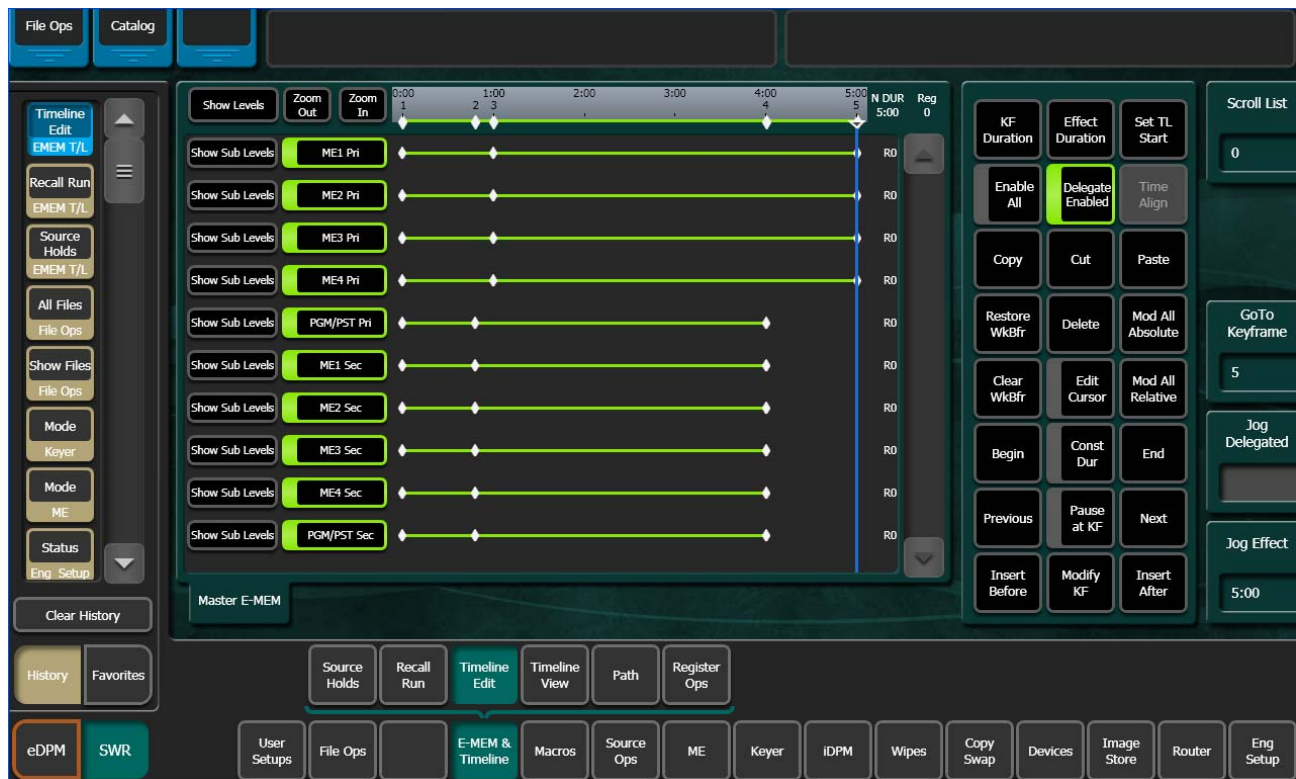 File Ops
Catalog
Timeline
Edit
EMEM T/L
Recall Run
EMEM T/L
Source
Holds
EMEM T/L
All Files
File Ops
Show Files
File Ops
Mode
Keyer
Mode
ME
Status
Eng Setup
Clear History
History
Favorites
Show Levels
Zoom
Out
Zoom
In
0:00 1:00 2:00 3:00 4:00 5:00
1 2 3 4 5
N DUR
5:00
Reg
0
Show Sub Levels ME1 Pri R0
Show Sub Levels ME2 Pri R0
Show Sub Levels ME3 Pri R0
Show Sub Levels ME4 Pri R0
Show Sub Levels PGM/PST Pri R0
Show Sub Levels ME1 Sec R0
Show Sub Levels ME2 Sec R0
Show Sub Levels ME3 Sec R0
Show Sub Levels ME4 Sec R0
Show Sub Levels PGM/PST Sec R0
Master E-MEM
KF
Duration
Effect
Duration
Set TL
Start
Enable
All
Delegate
Enabled
Time
Align
Copy
Cut
Paste
Restore
WkBfr
Delete
Mod All
Absolute
Clear
WkBfr
Edit
Cursor
Mod All
Relative
Begin
Const
Dur
End
Previous
Pause
at KF
Next
Insert
Before
Modify
KF
Insert
After
Scroll List
0
GoTo
Keyframe
5
Jog
Delegated
Jog Effect
5:00
Source
Holds
Recall
Run
Timeline
Edit
Timeline
View
Path
Register
Ops
eDPM
SWR
User
Setups
File Ops
E-MEM &
Timeline
Macros
Source
Ops
ME
Keyer
iDPM
Wipes
Copy
Swap
Devices
Image
Store
Router
Eng
Setup